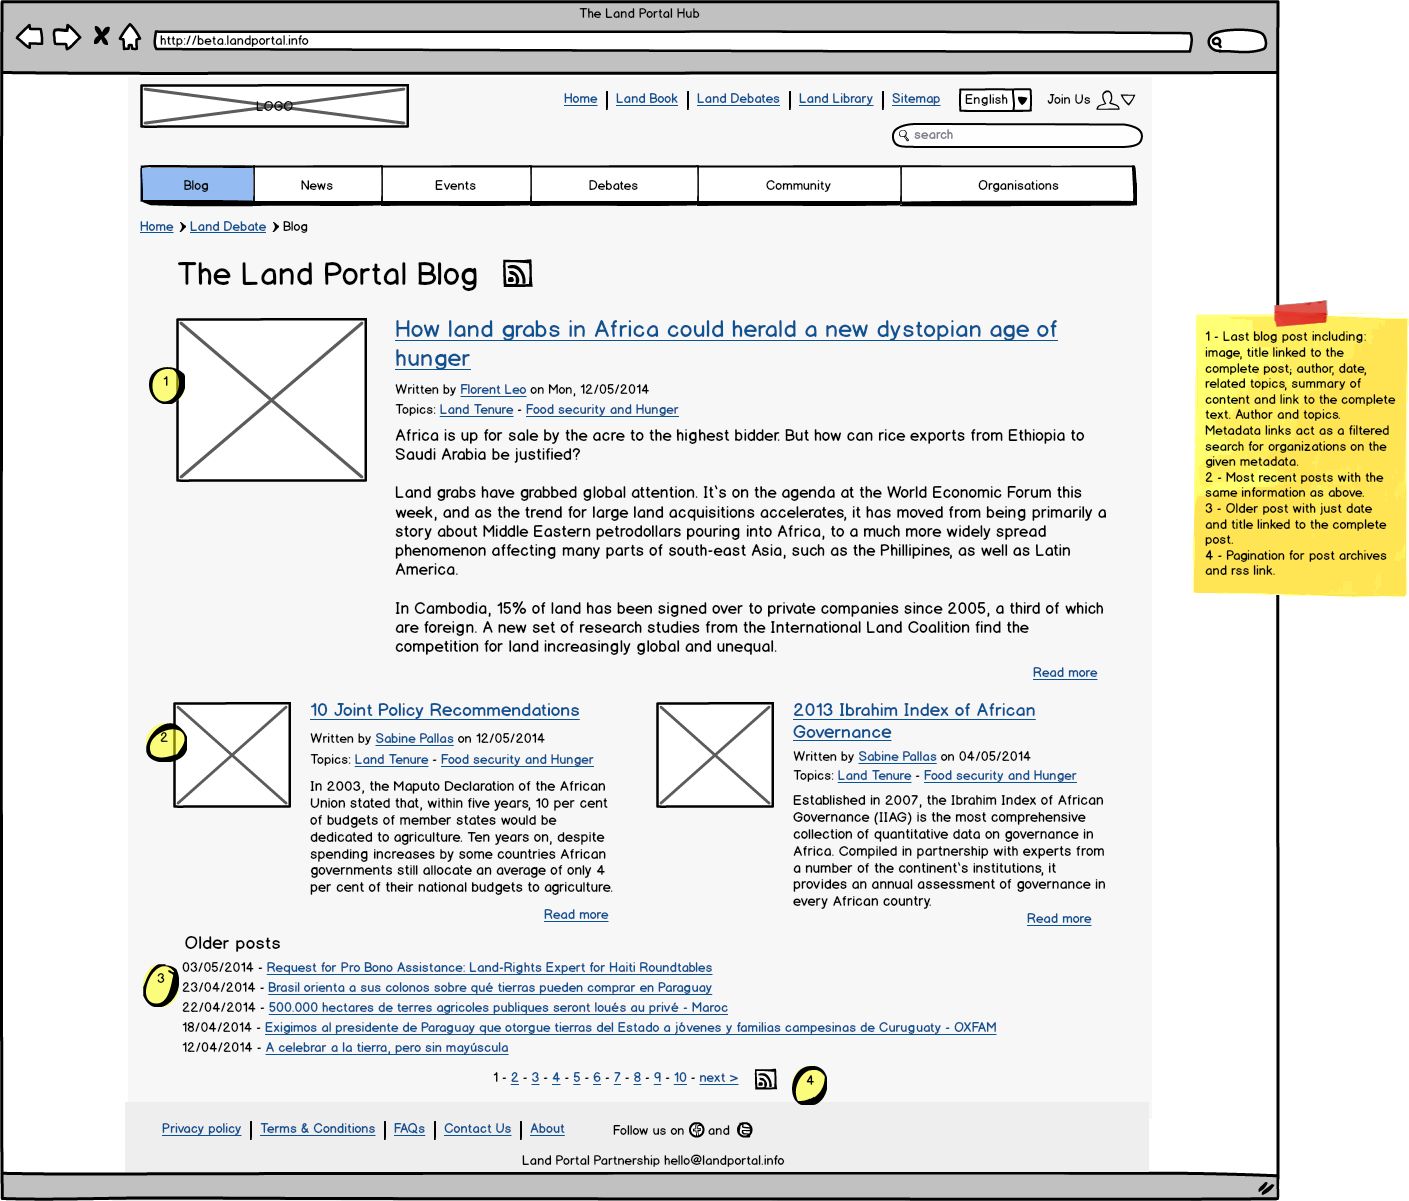 The Land Portal Hub
http://beta.landportal.info
LOGO
Home | Land Book | Land Debates | Land Library | Sitemap
English
Join Us
search
Blog News Events Debates Community Organisations
Home > Land Debate > Blog
The Land Portal Blog
How land grabs in Africa could herald a new dystopian age of
hunger
1
Written by Florent Leo on Mon, 12/05/2014
Topics: Land Tenure - Food security and Hunger
Africa is up for sale by the acre to the highest bidder. But how can rice exports from Ethiopia to
Saudi Arabia be justified?
Land grabs have grabbed global attention. It`s on the agenda at the World Economic Forum this
week, and as the trend for large land acquisitions accelerates, it has moved from being primarily a
story about Middle Eastern petrodollars pouring into Africa, to a much more widely spread
phenomenon affecting many parts of south-east Asia, such as the Phillipines, as well as Latin
America.
In Cambodia, 15% of land has been signed over to private companies since 2005, a third of which
are foreign. A new set of research studies from the International Land Coalition find the
competition for land increasingly global and unequal.
Read more
2
10 Joint Policy Recommendations
Written by Sabine Pallas on 12/05/2014
Topics: Land Tenure - Food security and Hunger
In 2003, the Maputo Declaration of the African
Union stated that, within five years, 10 per cent
of budgets of member states would be
dedicated to agriculture. Ten years on, despite
spending increases by some countries African
governments still allocate an average of only 4
per cent of their national budgets to agriculture.
Read more
2013 Ibrahim Index of African
Governance
Written by Sabine Pallas on 04/05/2014
Topics: Land Tenure - Food security and Hunger
Established in 2007, the Ibrahim Index of African
Governance (IIAG) is the most comprehensive
collection of quantitative data on governance in
Africa. Compiled in partnership with experts from
a number of the continent`s institutions, it
provides an annual assessment of governance in
every African country.
Read more
Older posts
3
03/05/2014 - Request for Pro Bono Assistance: Land-Rights Expert for Haiti Roundtables
23/04/2014 - Brasil orienta a sus colonos sobre qué tierras pueden comprar en Paraguay
22/04/2014 - 500.000 hectares de terres agricoles publiques seront loués au privé - Maroc
18/04/2014 - Exigimos al presidente de Paraguay que otorgue tierras del Estado a jóvenes y familias campesinas de Curuguaty - OXFAM
12/04/2014 - A celebrar a la tierra, pero sin mayúscula
1 - 2 - 3 - 4 - 5 - 6 - 7 - 8 - 9 - 10 - next >
4
Privacy policy | Terms & Conditions | FAQs | Contact Us | About
Follow us on and
Land Portal Partnership hello@landportal.info
1 - Last blog post including:
image, title linked to the
complete post; author, date,
related topics, summary of
content and link to the complete
text. Author and topics.
Metadata links act as a filtered
search for organizations on the
given metadata.
2 - Most recent posts with the
same information as above.
3 - Older post with just date
and title linked to the complete
post.
4 - Pagination for post archives
and rss link.